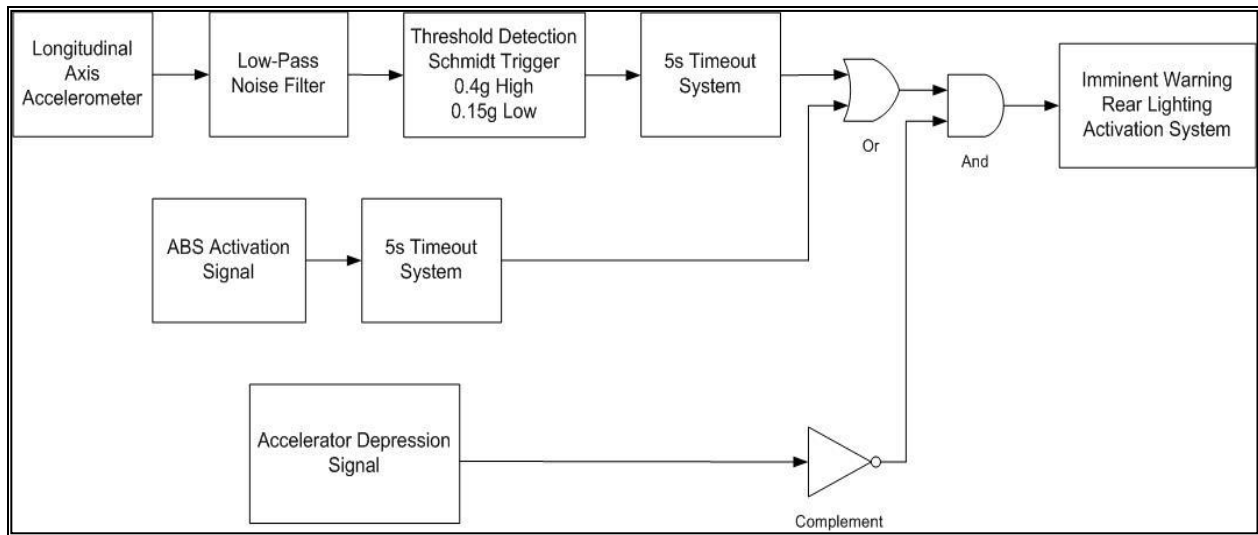 Longitudinal
Axis
Accelerometer
Low-Pass
Noise Filter
Threshold Detection
Schmidt Trigger
0.4g High
0.15g Low
5s Timeout
System
Or
And
Imminent Warning
Rear Lighting
Activation System
ABS Activation
Signal
5s Timeout
System
Accelerator Depression
Signal
Complement